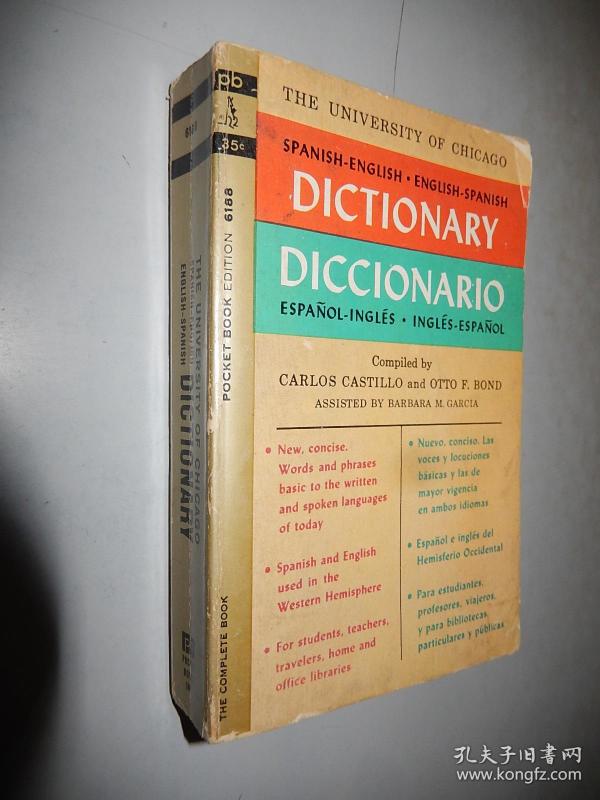 pb
35¢
POCKET BOOK EDITION 6188
THE COMPLETE BOOK
6188
THE UNIVERSITY OF CHICAGO
SPANISH-ENGLISH
ENGLISH-SPANISH
DICTIONARY
THE UNIVERSITY OF CHICAGO
SPANISH-ENGLISH • ENGLISH-SPANISH
DICTIONARY
DICCIONARIO
ESPAÑOL-INGLÉS • INGLÉS-ESPAÑOL
Compiled by
CARLOS CASTILLO and OTTO F. BOND
ASSISTED BY BARBARA M. GARCIA
• New, concise.
Words and phrases
basic to the written
and spoken languages
of today
• Spanish and English
used in the
Western Hemisphere
• For students, teachers,
travelers, home and
office libraries
• Nuevo, conciso. Las
voces y locuciones
básicas y las de
mayor vigencia
en ambos idiomas
• Español e inglés del
Hemisferio Occidental
• Para estudiantes,
profesores, viajeros,
y para bibliotecas,
particulares y públicas
孔夫子旧书网
www.kongfz.com